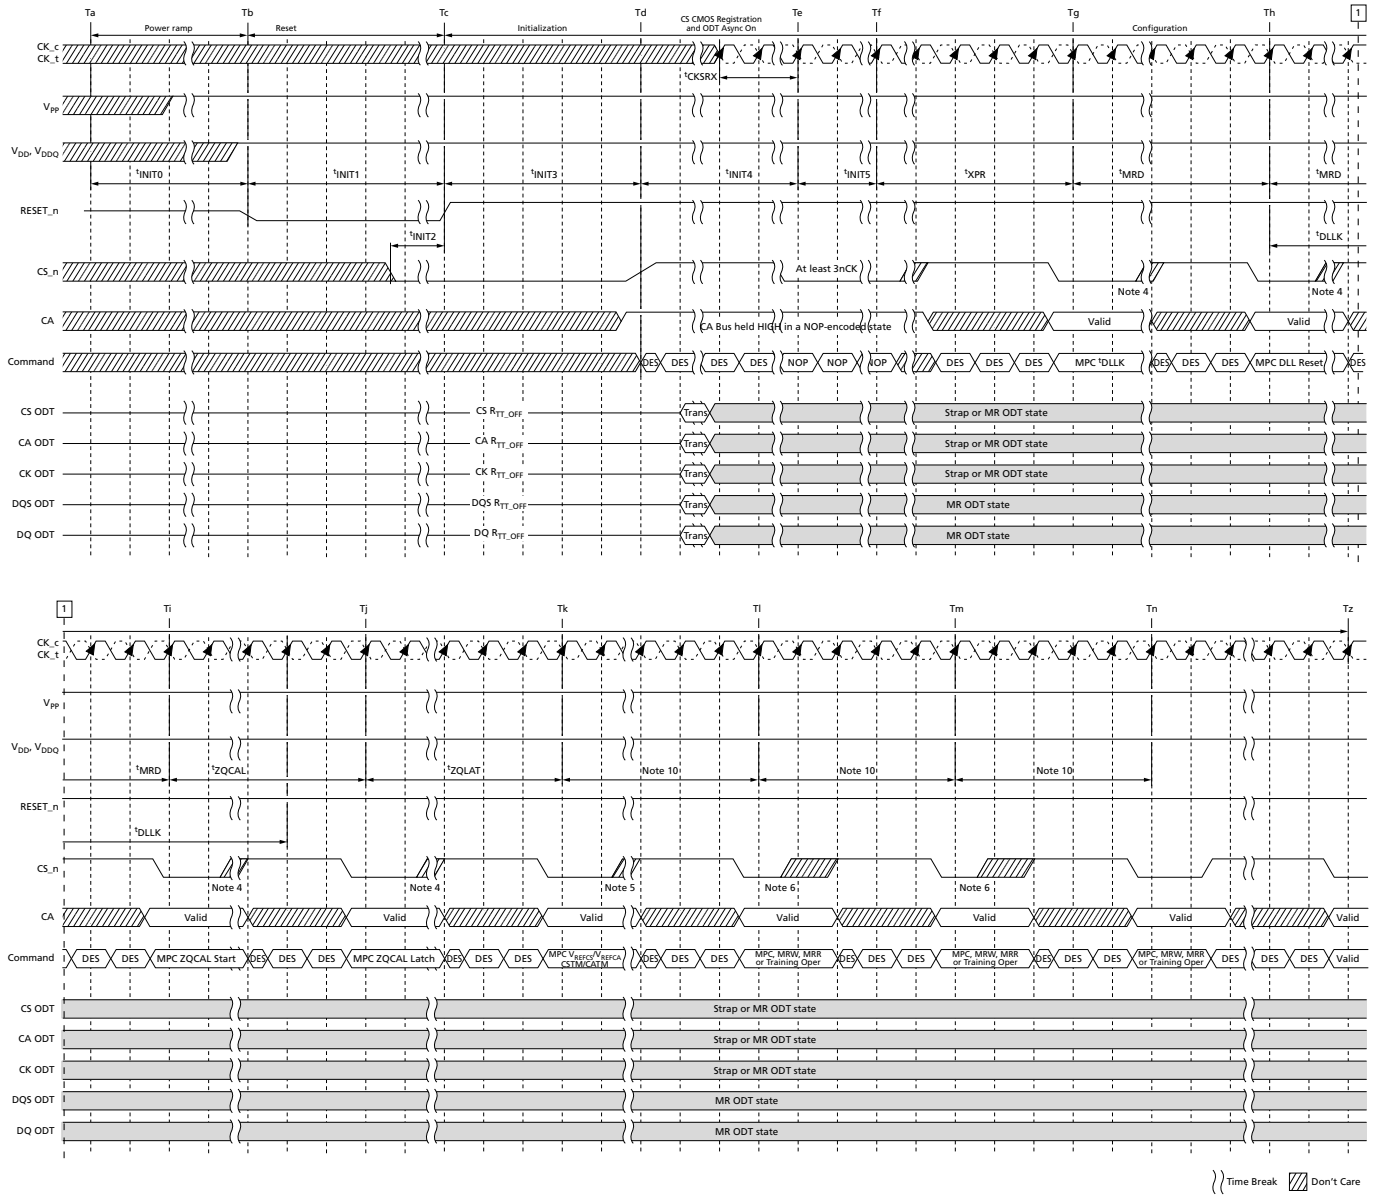 Ta Tb Tc Td CS CMOS Registration and ODT Async On Te Tf Tg Th 1
Power ramp Reset Initialization Configuration
CK_c
CK_t
tCKSRX
VPP
VDD, VDDQ
tINIT0 tINIT1 tINIT3 tINIT4 tINIT5 tXPR tMRD tMRD
RESET_n
tINIT2 tDLLK
CS_n At least 3nCK
Note 4 Note 4
CA CA Bus held HIGH in a NOP-encoded state Valid Valid
Command DES DES DES DES NOP NOP NOP DES DES DES MPC tDLLK DES DES DES MPC DLL Reset DES
CS ODT CS RTT_OFF Trans Strap or MR ODT state
CA ODT CA RTT_OFF Trans Strap or MR ODT state
CK ODT CK RTT_OFF Trans Strap or MR ODT state
DQS ODT DQS RTT_OFF Trans MR ODT state
DQ ODT DQ RTT_OFF Trans MR ODT state
1 Ti Tj Tk Tl Tm Tn Tz
CK_c
CK_t
VPP
VDD, VDDQ
tMRD tZQCAL tZQLAT Note 10 Note 10 Note 10
RESET_n
tDLLK
CS_n
Note 4 Note 4 Note 5 Note 6 Note 6
CA Valid Valid Valid Valid Valid Valid Valid
Command DES DES MPC ZQCAL Start DES DES DES MPC ZQCAL Latch DES DES DES MPC VREFCS/VREFCA CSTM/CATM DES DES DES MPC, MRW, MRR or Training Oper DES DES DES MPC, MRW, MRR or Training Oper DES DES DES MPC, MRW, MRR or Training Oper DES DES DES Valid
CS ODT Strap or MR ODT state
CA ODT Strap or MR ODT state
CK ODT Strap or MR ODT state
DQS ODT MR ODT state
DQ ODT MR ODT state
Time Break Don't Care